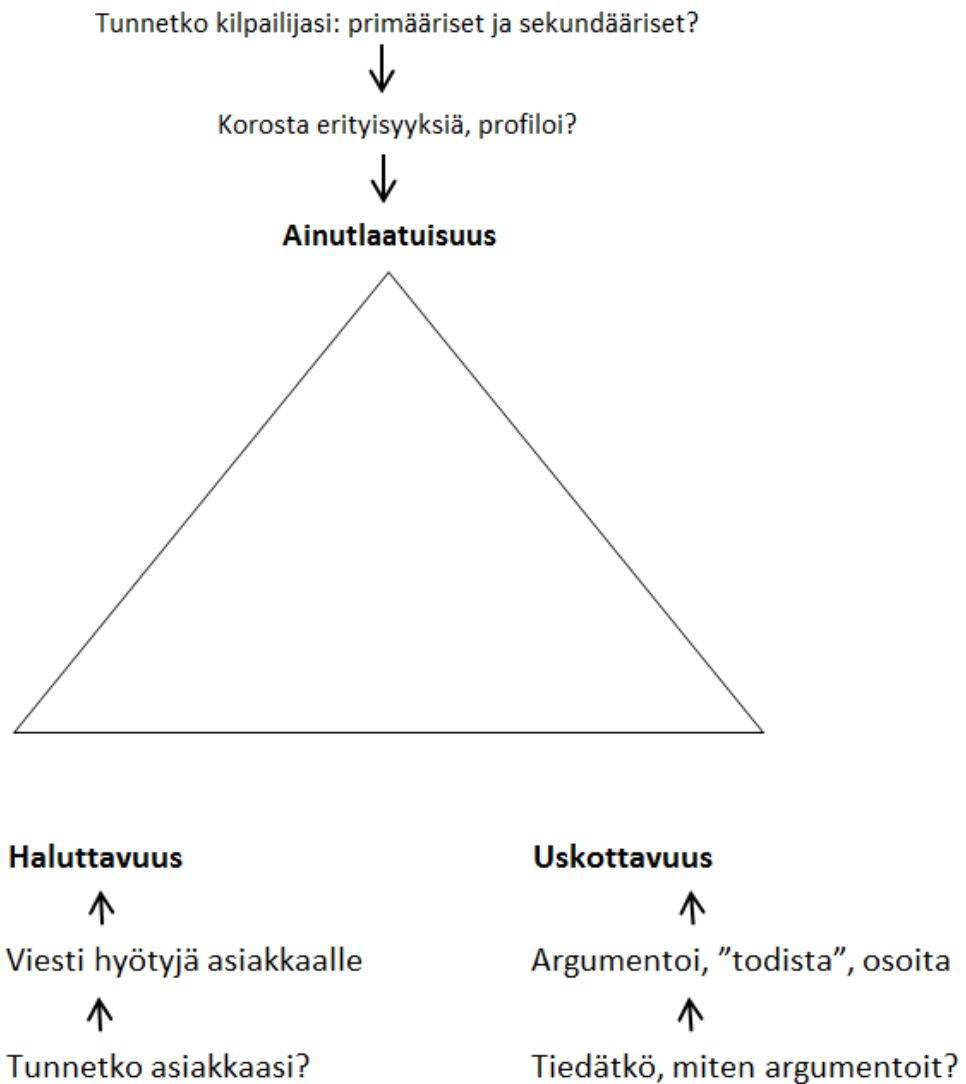 Tunnetko kilpailijasi: primääriset ja sekundääriset?
Korosta erityisyyksiä, profiloi?
Ainutlaatuisuus
Haluttavuus
Viesti hyötyjä asiakkaalle
Tunnetko asiakkaasi?
Uskottavuus
Argumentoi, ”todista”, osoita
Tiedätkö, miten argumentoit?